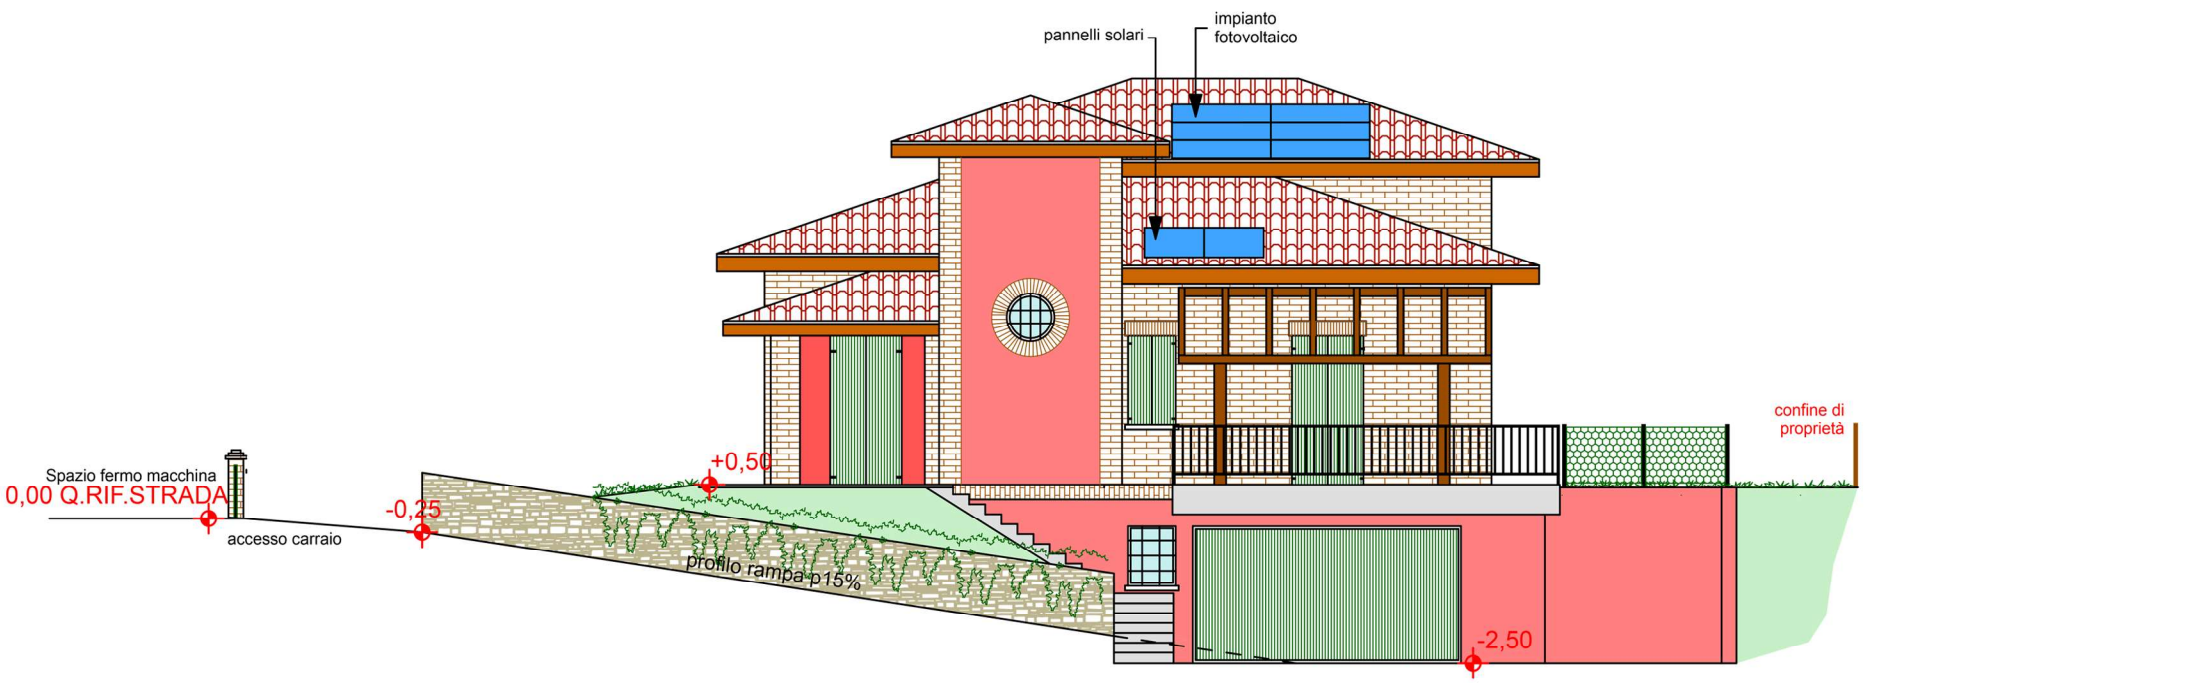 impianto
fotovoltaico
pannelli solari
confine di
proprietà
+0,50
Spazio fermo macchina
0,00 Q.RIF.STRADA
-0,25
accesso carraio
profilo rampa p15%
-2,50